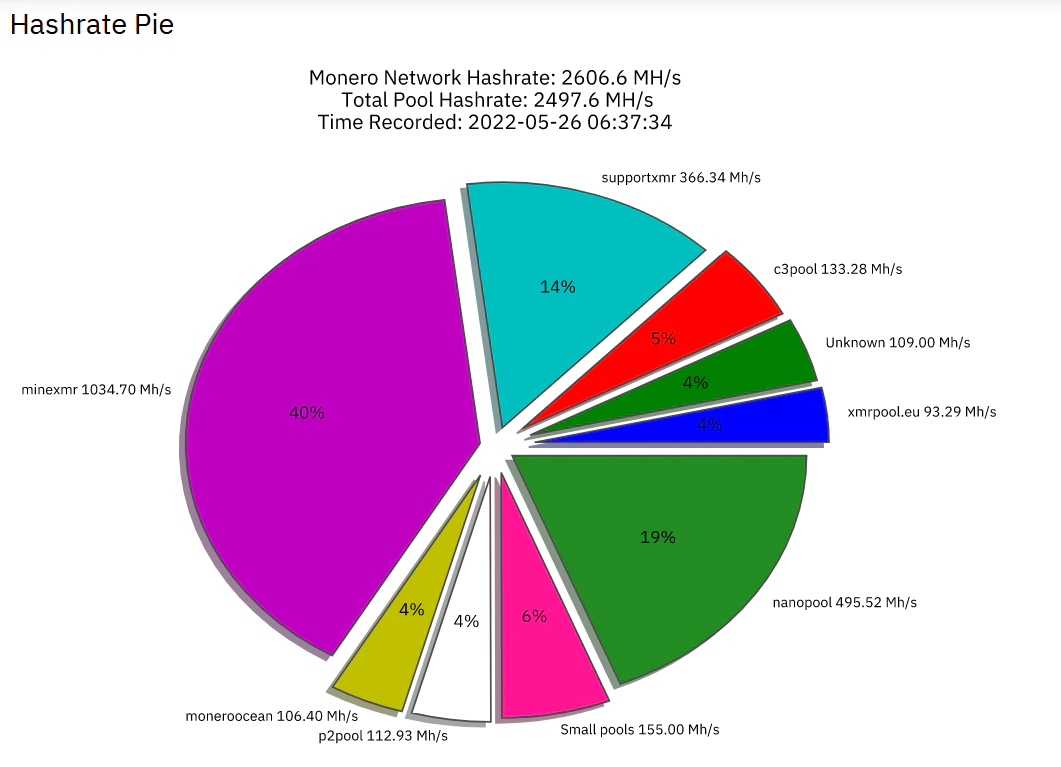 Hashrate Pie
Monero Network Hashrate: 2606.6 MH/s
Total Pool Hashrate: 2497.6 MH/s
Time Recorded: 2022-05-26 06:37:34
supportxmr 366.34 Mh/s
14%
c3pool 133.28 Mh/s
5%
Unknown 109.00 Mh/s
4%
xmrpool.eu 93.29 Mh/s
4%
minexmr 1034.70 Mh/s
40%
19%
nanopool 495.52 Mh/s
4%
4%
6%
moneroocean 106.40 Mh/s
p2pool 112.93 Mh/s
Small pools 155.00 Mh/s